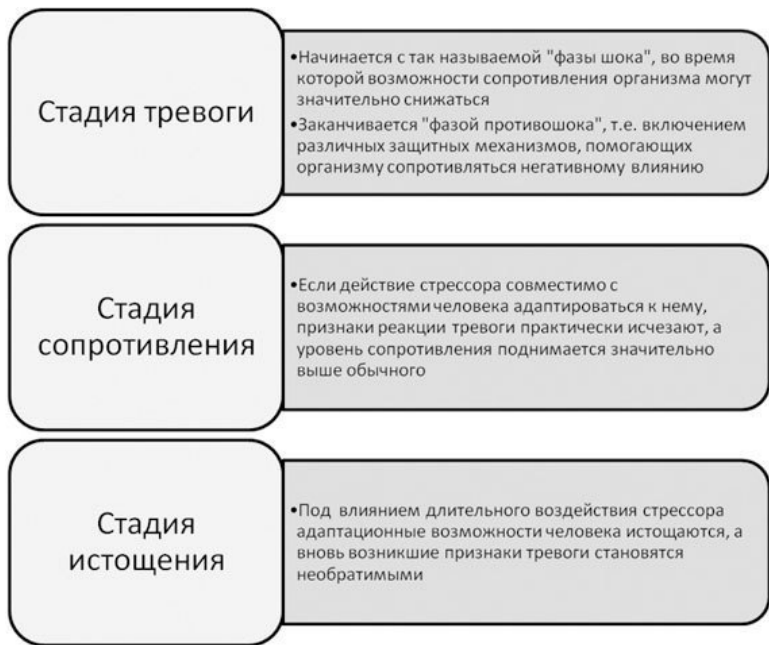 Стадия тревоги
•Начинается с так называемой "фазы шока", во время
которой возможности сопротивления организма могут
значительно снижаться
•Заканчивается "фазой противошока", т.е. включением
различных защитных механизмов, помогающих
организму сопротивляться негативному влиянию
Стадия
сопротивления
•Если действие стрессора совместимо с
возможностями человека адаптироваться к нему,
признаки реакции тревоги практически исчезают, а
уровень сопротивления поднимается значительно
выше обычного
Стадия
истощения
•Под влиянием длительного воздействия стрессора
адаптационные возможности человека истощаются, а
вновь возникшие признаки тревоги становятся
необратимыми